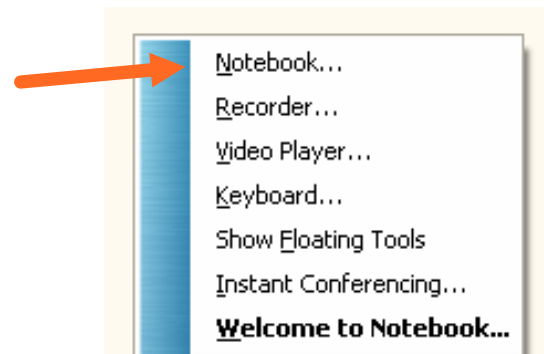 Notebook...
Recorder...
Video Player...
Keyboard...
Show Floating Tools
Instant Conferencing...
Welcome to Notebook...